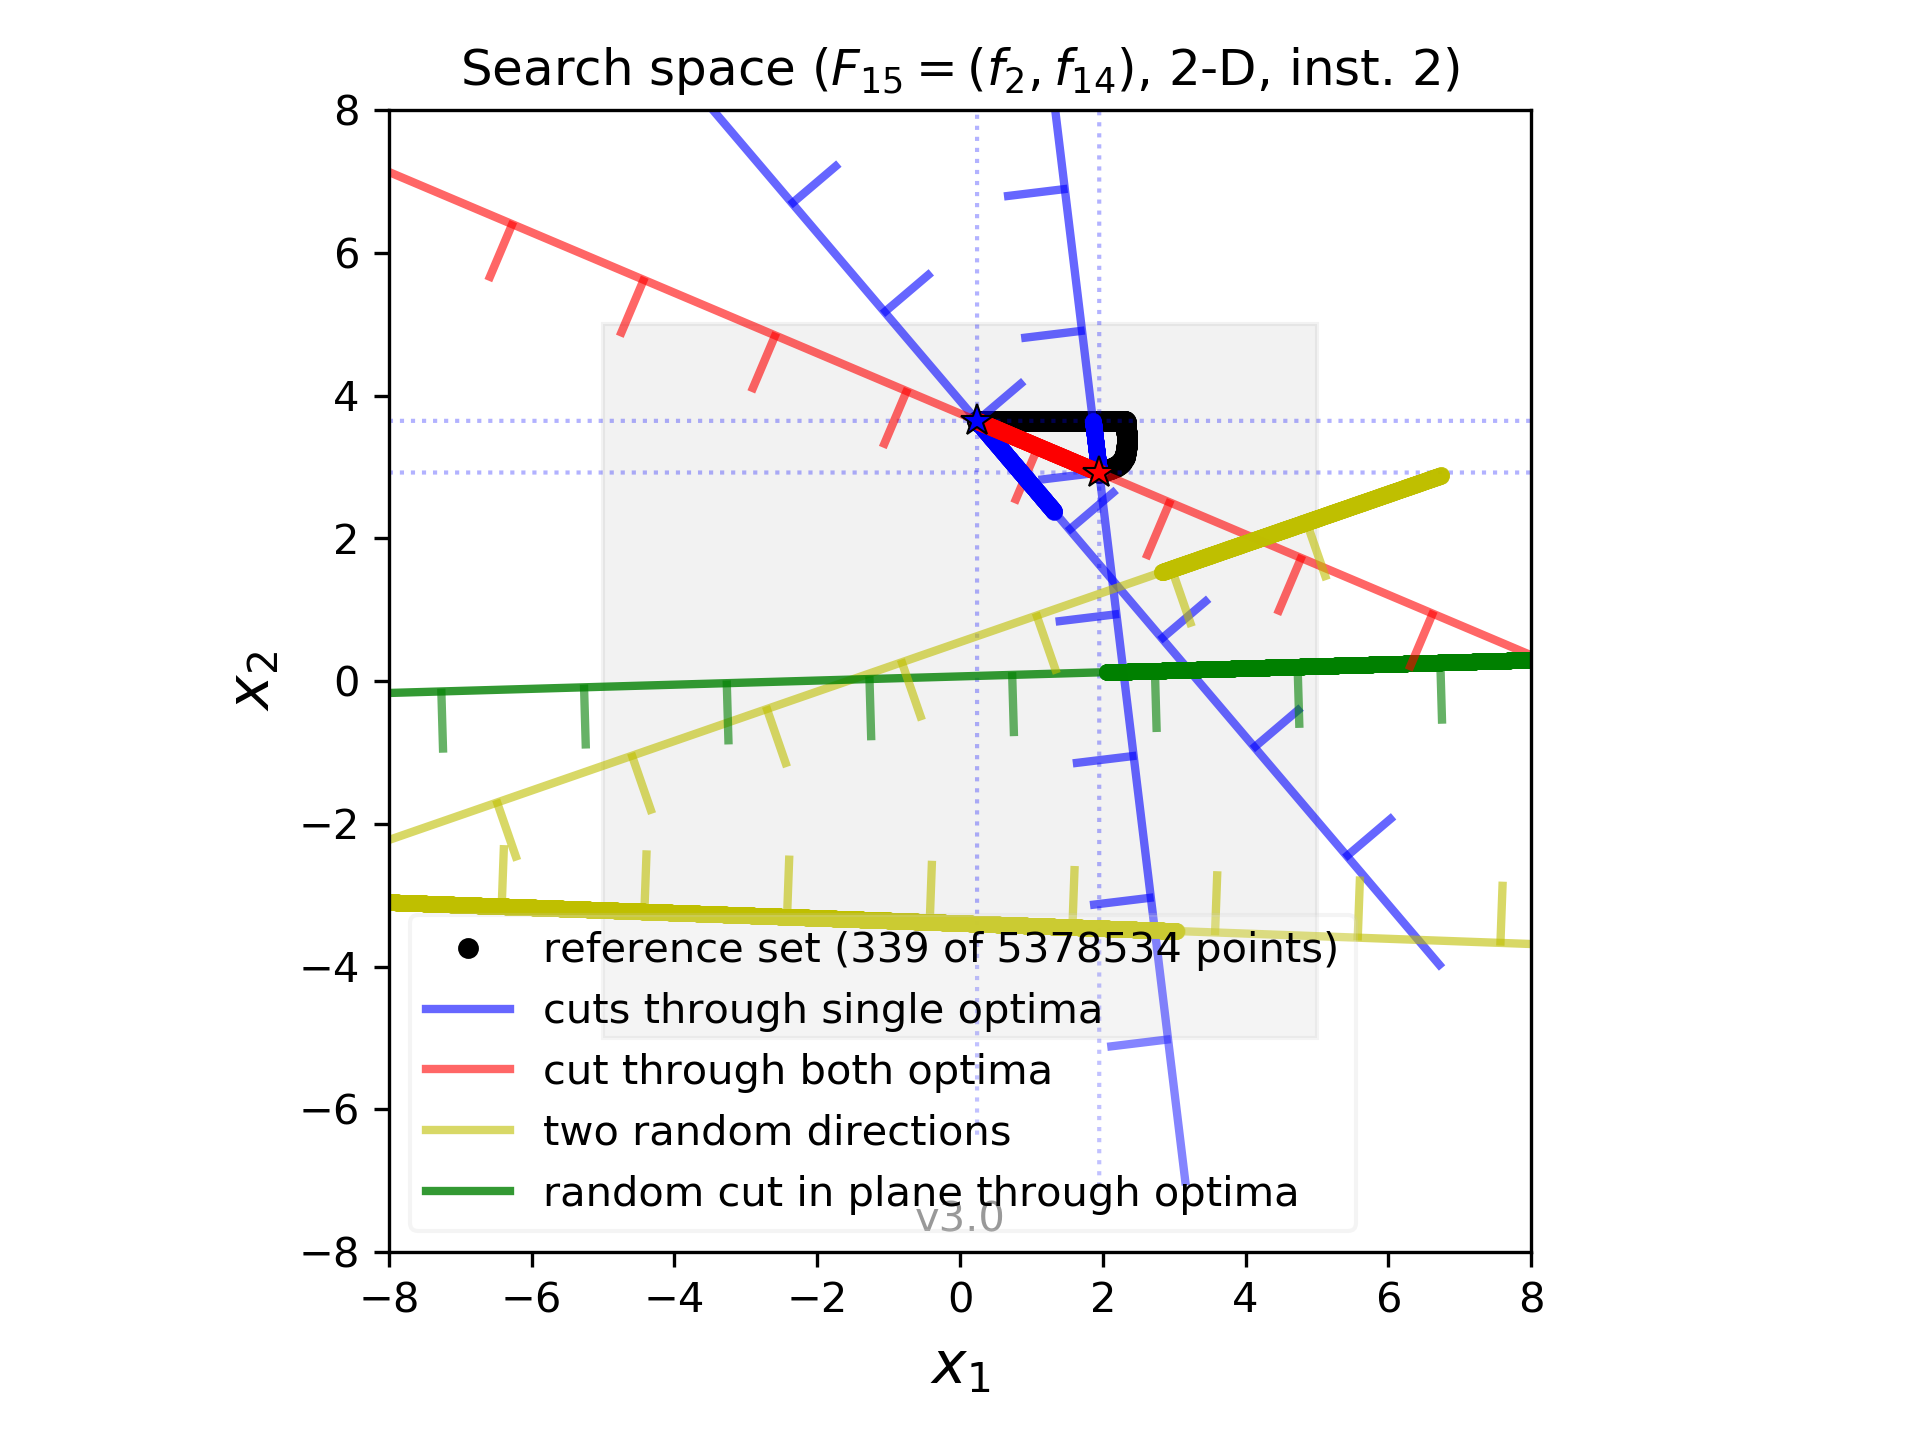 Search space (F15 = (f2, f14), 2-D, inst. 2)
8
6
4
2
0
−2
−4
−6
−8
x2
reference set (339 of 5378534 points)
cuts through single optima
cut through both optima
two random directions
random cut in plane through optima
v3.0
−8 −6 −4 −2 0 2 4 6 8
x1